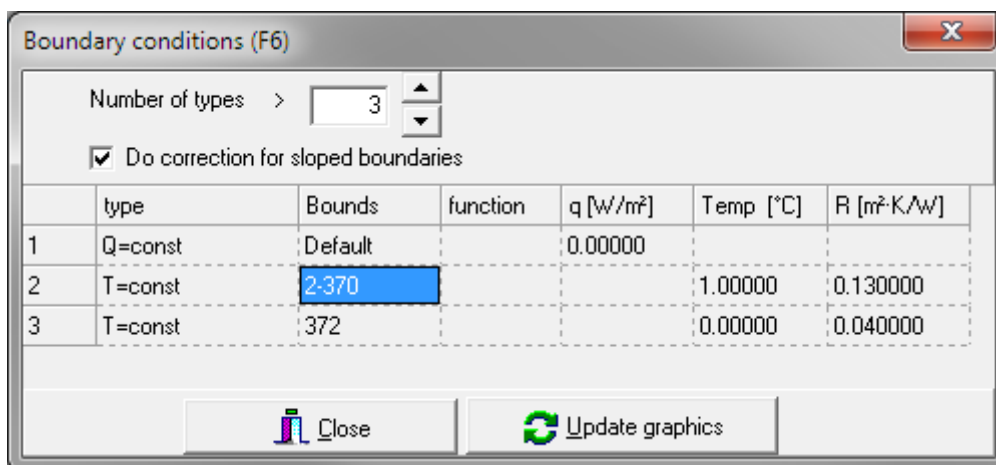 Boundary conditions (F6)
Number of types > 3
Do correction for sloped boundaries
type Bounds function q [W/m²] Temp [°C] R [m²·K/W]
1 Q=const Default 0.00000
2 T=const 2-370 1.00000 0.130000
3 T=const 372 0.00000 0.040000
Close Update graphics